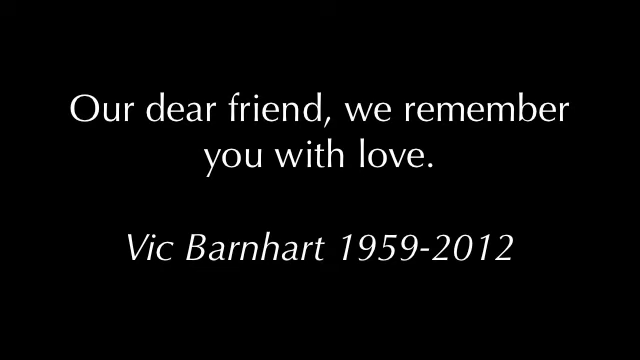 Our dear friend, we remember
you with love.
Vic Barnhart 1959-2012